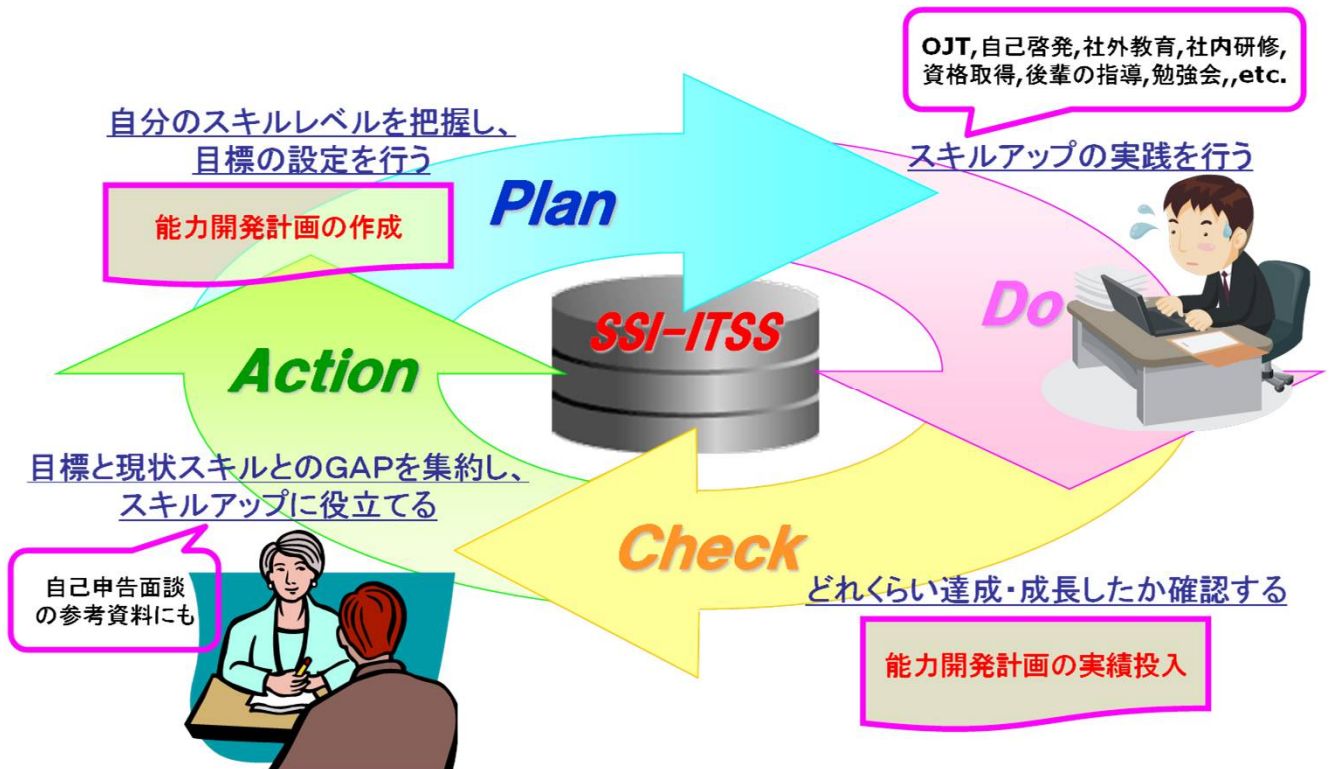 OJT,自己啓発,社外教育,社内研修,
資格取得,後輩の指導,勉強会,,etc.
自分のスキルレベルを把握し、
目標の設定を行う
能力開発計画の作成
Plan
スキルアップの実践を行う
Do
SSI-ITSS
Action
目標と現状スキルとのGAPを集約し、
スキルアップに役立てる
自己申告面談
の参考資料にも
Check
どれくらい達成・成長したか確認する
能力開発計画の実績投入